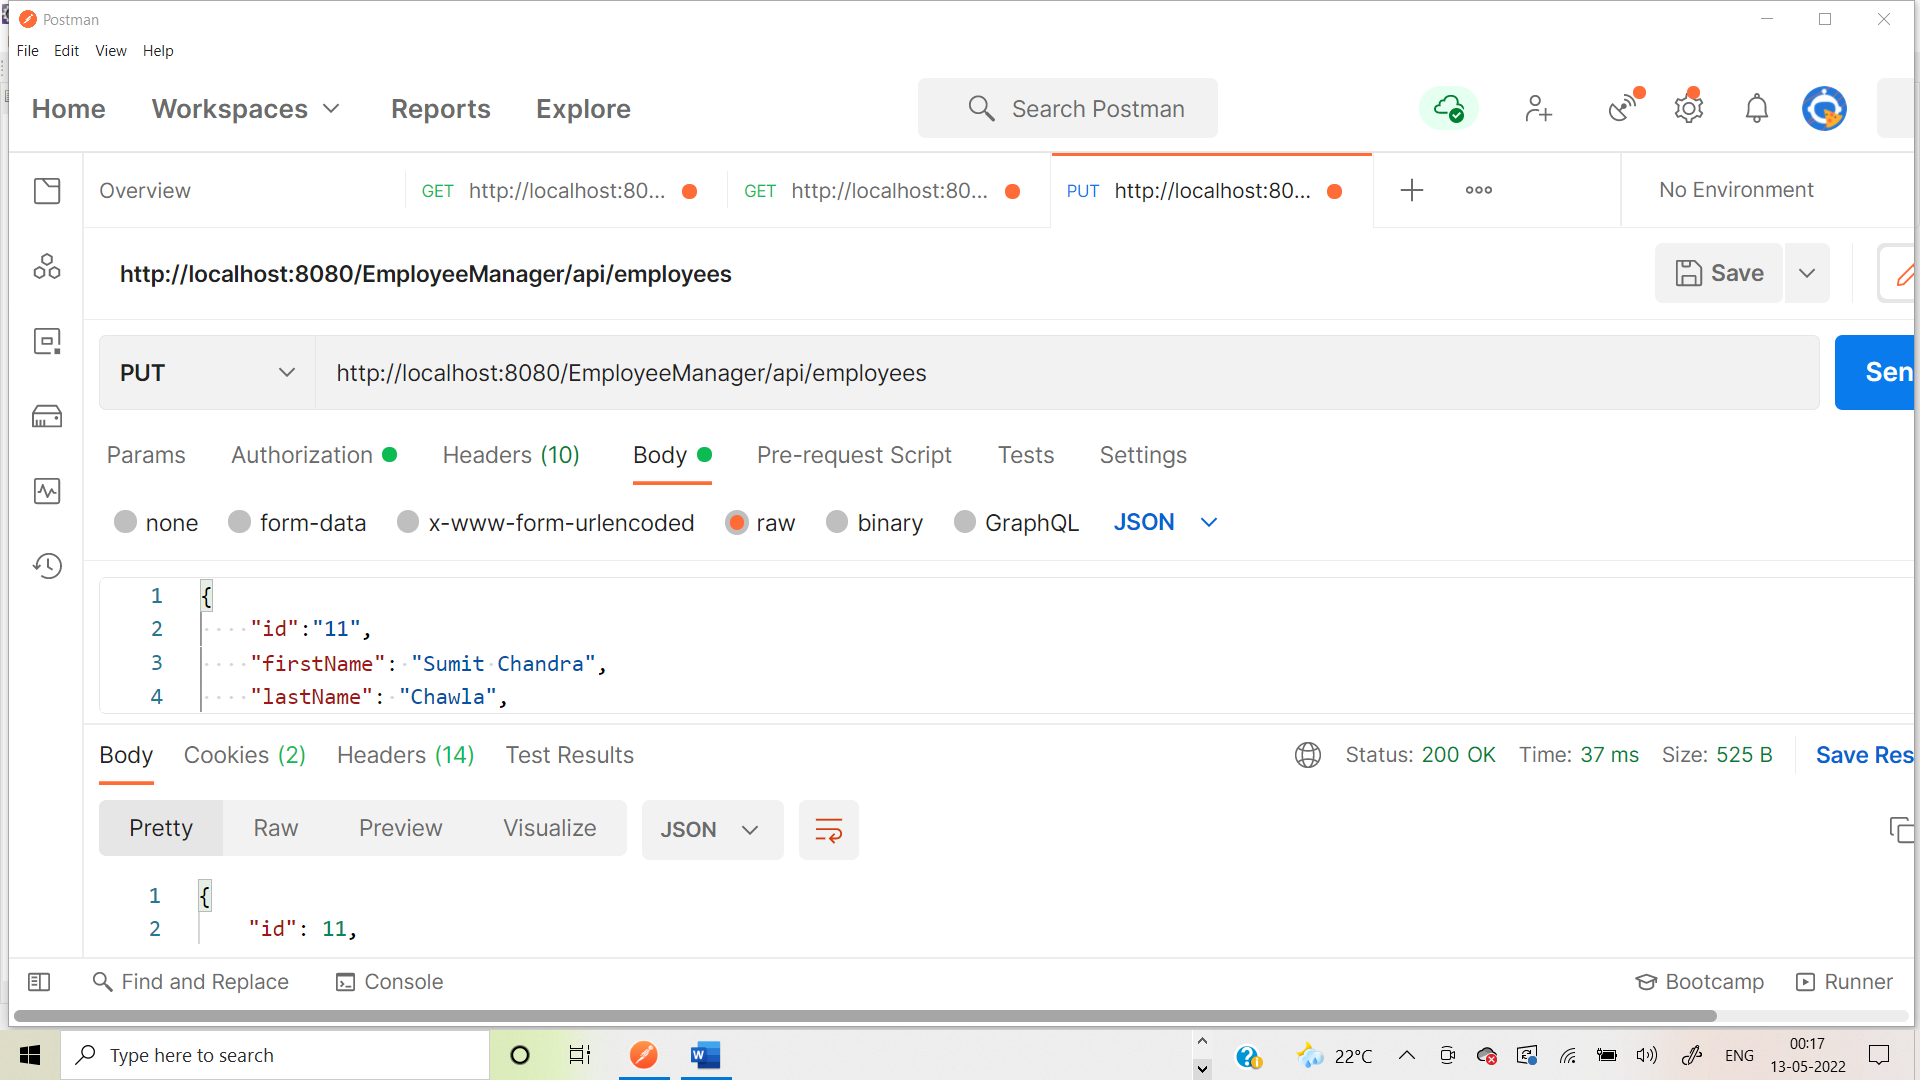 Postman
File Edit View Help
Home Workspaces Reports Explore Search Postman
Overview GET http://localhost:80... GET http://localhost:80... PUT http://localhost:80... No Environment
http://localhost:8080/EmployeeManager/api/employees Save
PUT http://localhost:8080/EmployeeManager/api/employees Sen
Params Authorization Headers (10) Body Pre-request Script Tests Settings
none form-data x-www-form-urlencoded raw binary GraphQL JSON
1 {
2 "id":"11",
3 "firstName": "Sumit Chandra",
4 "lastName": "Chawla",
Body Cookies (2) Headers (14) Test Results Status: 200 OK Time: 37 ms Size: 525 B Save Res
Pretty Raw Preview Visualize JSON
1 {
2 "id": 11,
Find and Replace Console Bootcamp Runner
Type here to search 22°C ENG 00:17
13-05-2022